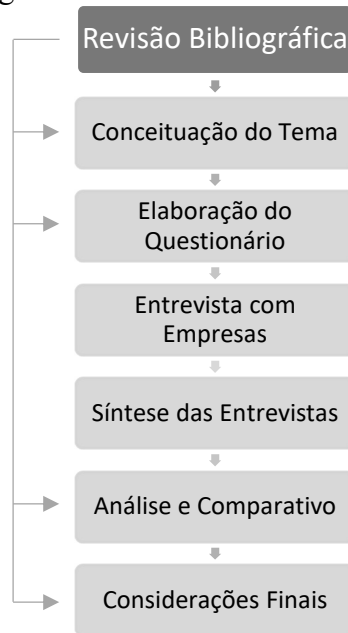 Revisão Bibliográfica
Conceituação do Tema
Elaboração do
Questionário
Entrevista com
Empresas
Síntese das Entrevistas
Análise e Comparativo
Considerações Finais